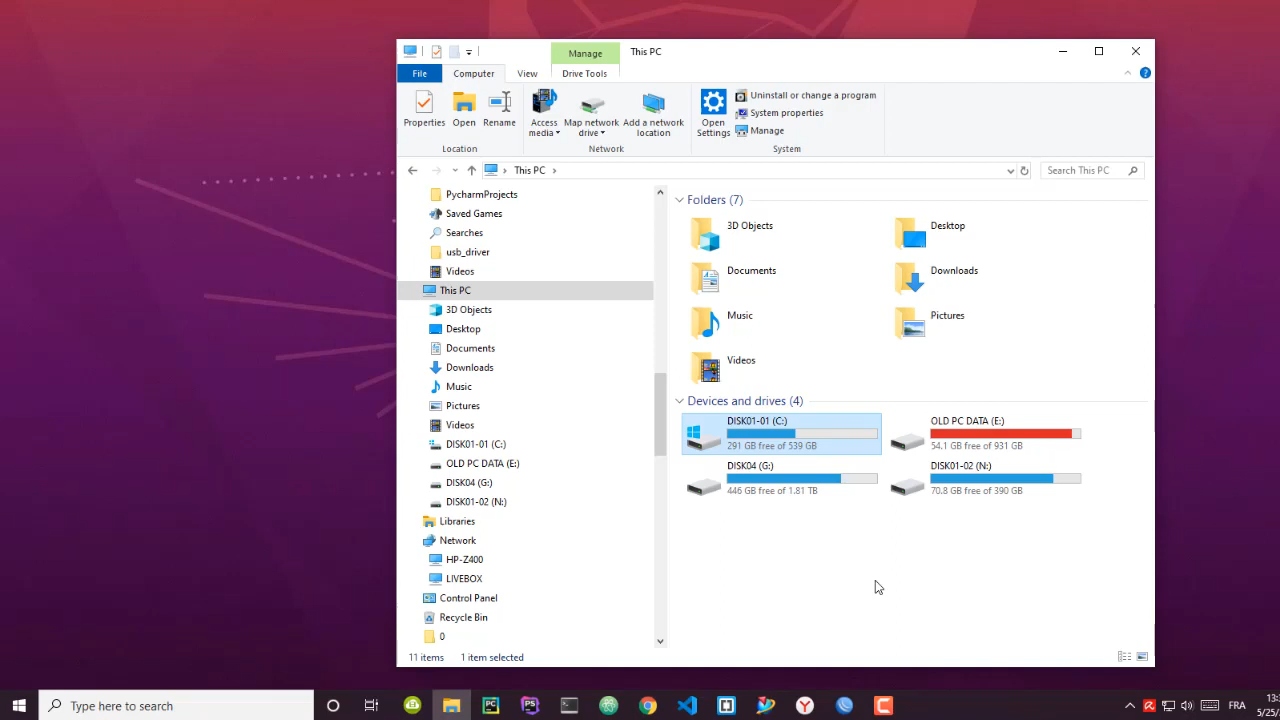 Manage
This PC
File
Computer
View
Drive Tools
Properties
Open
Rename
Access media
Map network drive
Add a network location
Open Settings
Uninstall or change a program
System properties
Manage
Location
Network
System
This PC
Search This PC
PycharmProjects
Saved Games
Searches
usb_driver
Videos
This PC
3D Objects
Desktop
Documents
Downloads
Music
Pictures
Videos
DISK01-01 (C:)
OLD PC DATA (E:)
DISK04 (G:)
DISK01-02 (N:)
Libraries
Network
HP-Z400
LIVEBOX
Control Panel
Recycle Bin
0
Folders (7)
3D Objects
Desktop
Documents
Downloads
Music
Pictures
Videos
Devices and drives (4)
DISK01-01 (C:)
291 GB free of 539 GB
OLD PC DATA (E:)
54.1 GB free of 931 GB
DISK04 (G:)
446 GB free of 1.81 TB
DISK01-02 (N:)
70.8 GB free of 390 GB
11 items
1 item selected
Type here to search
FRA
13:
5/25/